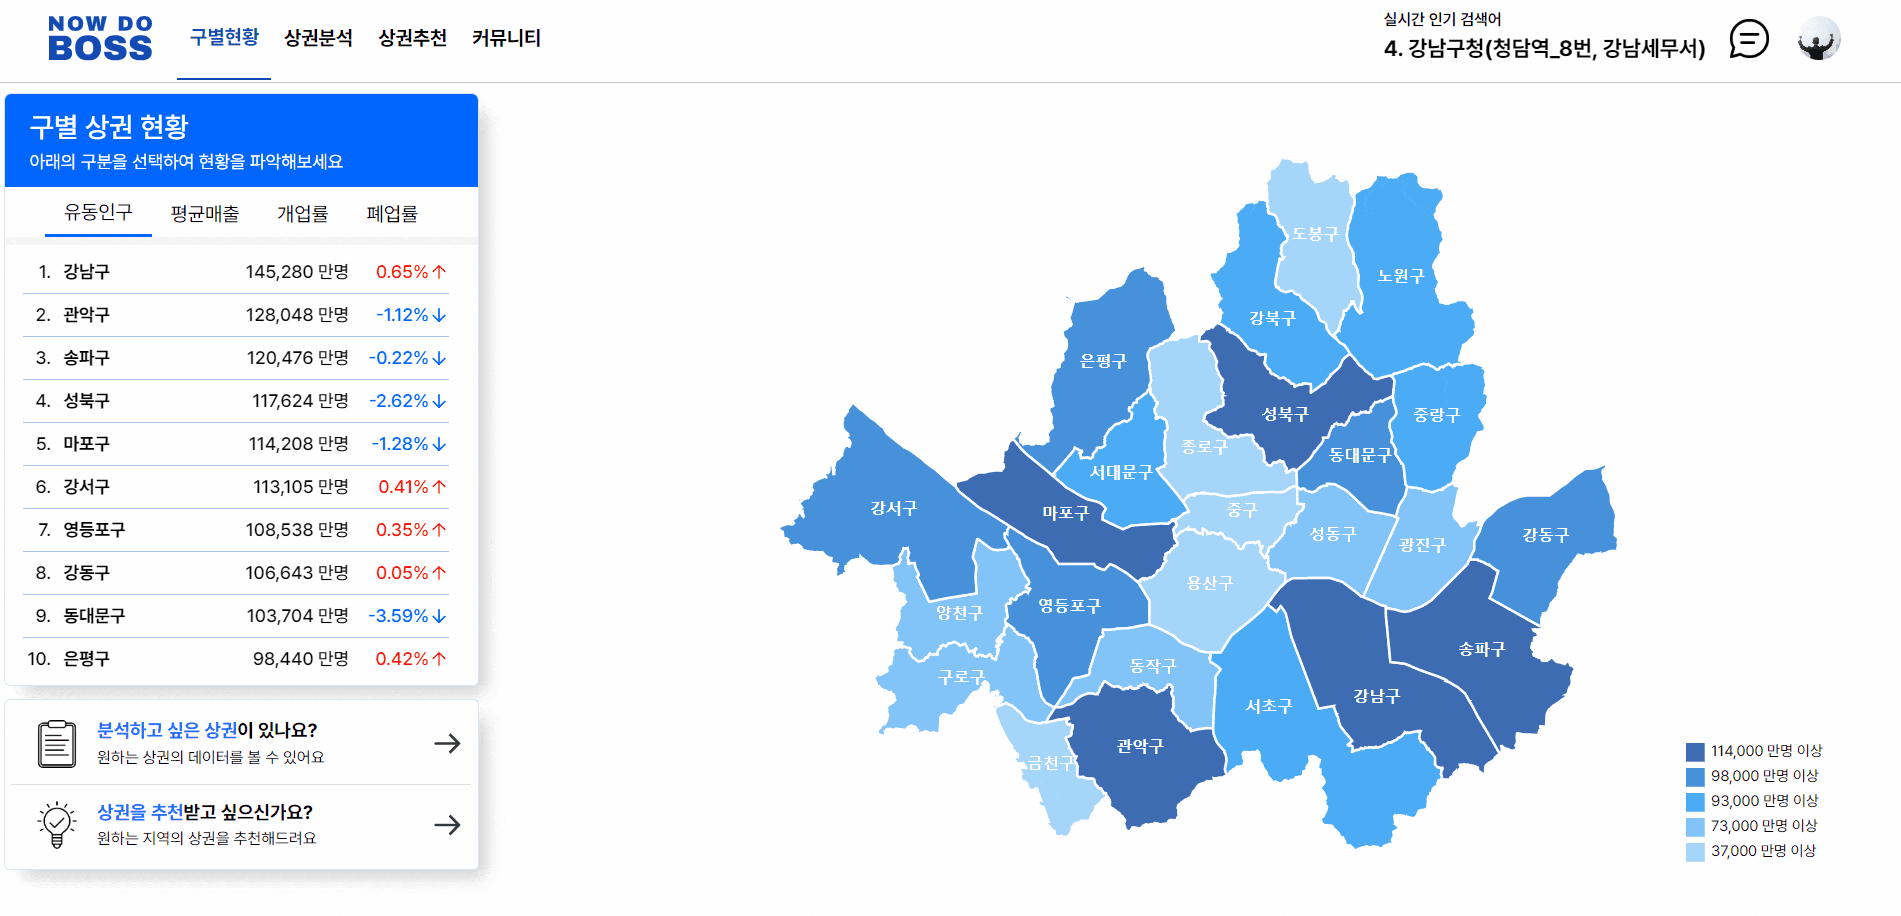 NOW DO
BOSS
구별현황 상권분석 상권추천 커뮤니티
실시간 인기 검색어
4. 강남구청(청담역_8번, 강남세무서)
구별 상권 현황
아래의 구분을 선택하여 현황을 파악해보세요
유동인구 평균매출 개업률 폐업률
1. 강남구 145,280 만명 0.65%↑
2. 관악구 128,048 만명 -1.12%↓
3. 송파구 120,476 만명 -0.22%↓
4. 성북구 117,624 만명 -2.62%↓
5. 마포구 114,208 만명 -1.28%↓
6. 강서구 113,105 만명 0.41%↑
7. 영등포구 108,538 만명 0.35%↑
8. 강동구 106,643 만명 0.05%↑
9. 동대문구 103,704 만명 -3.59%↓
10. 은평구 98,440 만명 0.42%↑
분석하고 싶은 상권이 있나요?
원하는 상권의 데이터를 볼 수 있어요
상권을 추천받고 싶으신가요?
원하는 지역의 상권을 추천해드려요
도봉구
노원구
강북구
은평구
성북구
중랑구
종로구
동대문구
서대문구
강서구
마포구
중구
성동구
광진구
강동구
용산구
영등포구
양천구
송파구
동작구
구로구
강남구
서초구
관악구
금천구
114,000 만명 이상
98,000 만명 이상
93,000 만명 이상
73,000 만명 이상
37,000 만명 이상